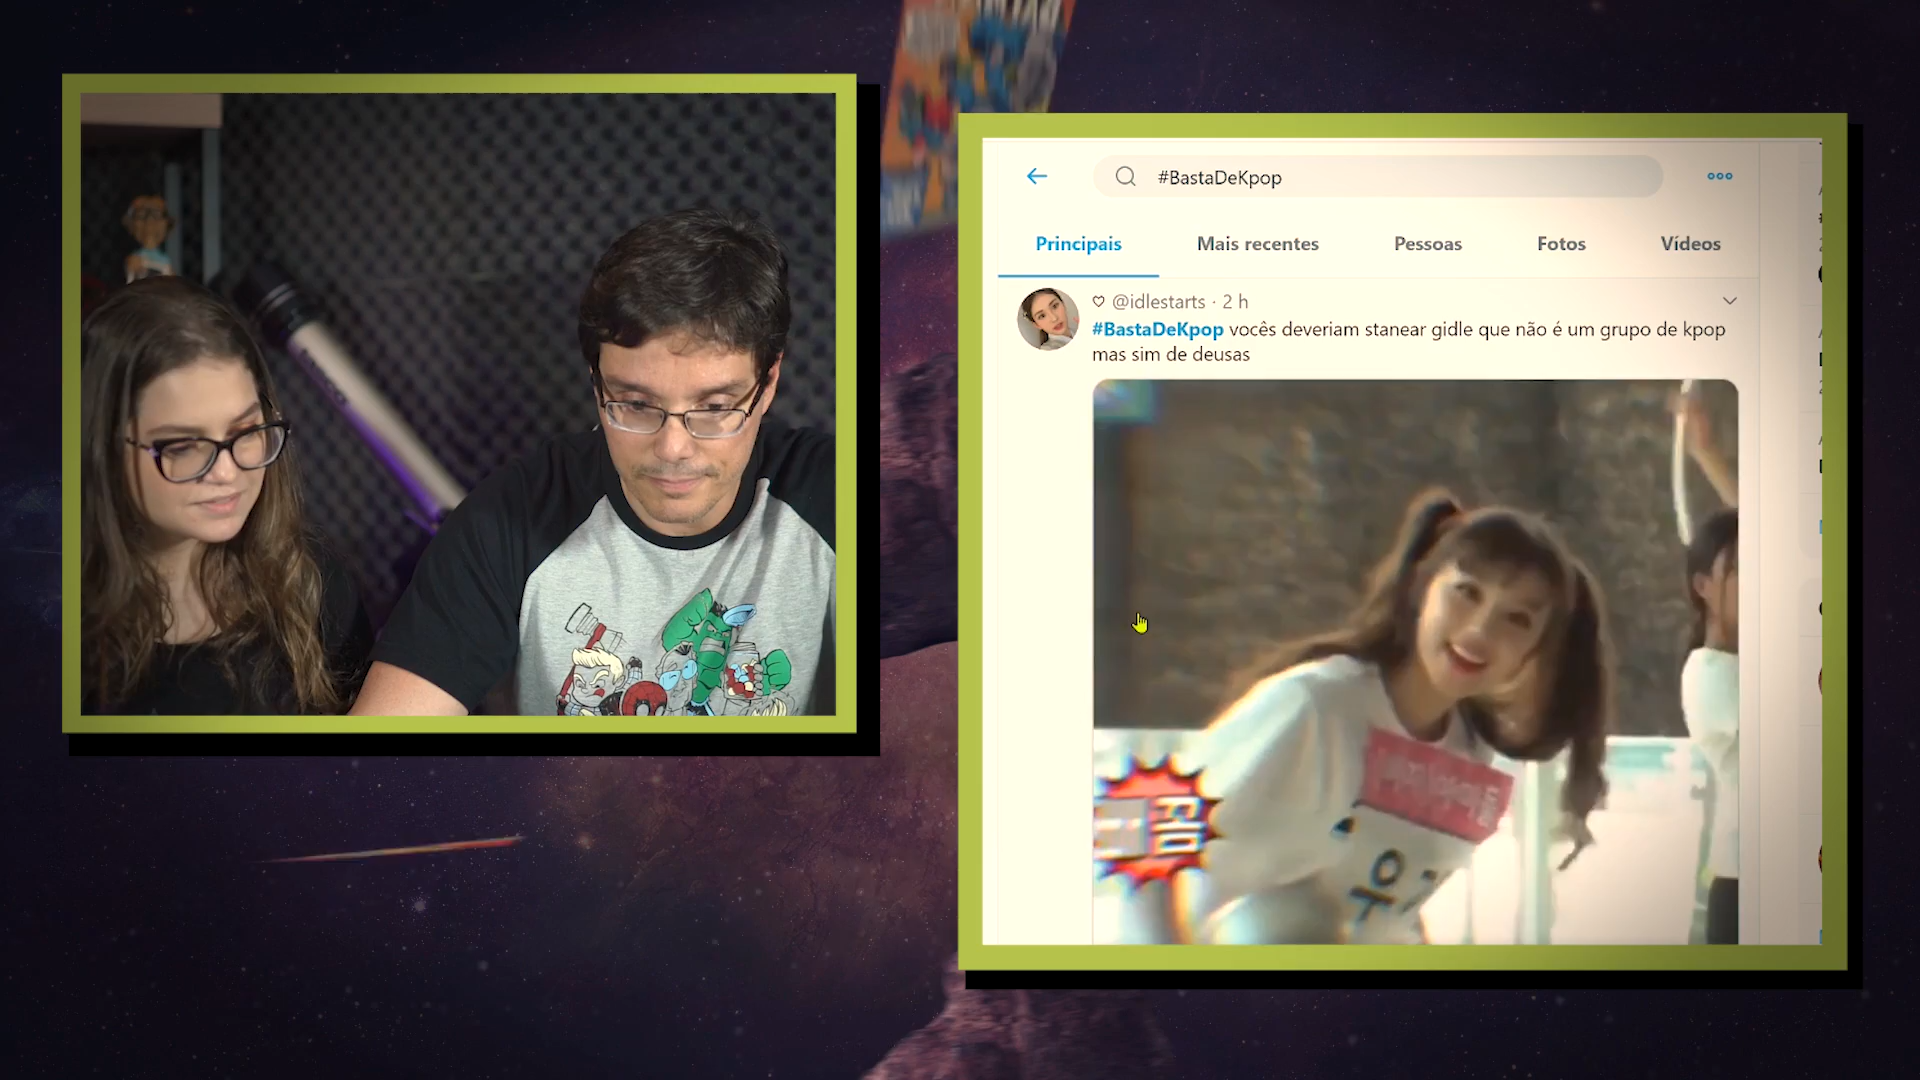 #BastaDeKpop
Principais
Mais recentes
Pessoas
Fotos
Vídeos
♡ @idlestarts · 2 h
#BastaDeKpop vocês deveriam stanear gidle que não é um grupo de kpop
mas sim de deusas
우